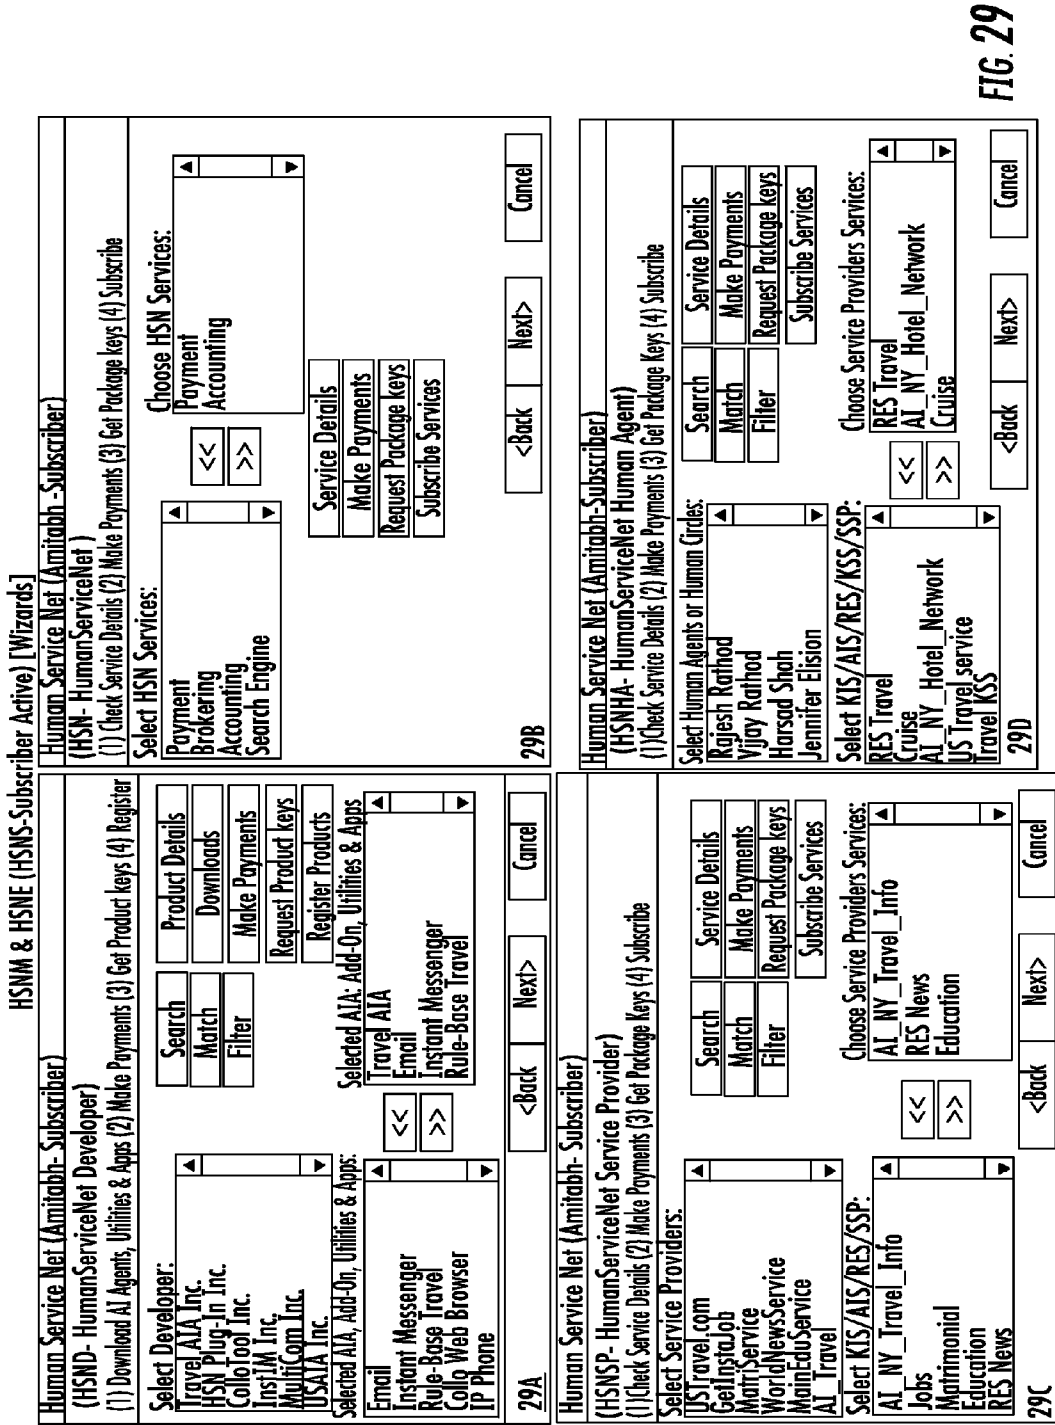 HSNM & HSNE (HSNS-Subscriber Active) [Wizards]
Human Service Net (Amitabh- Subscriber)
(HSND- HumanServiceNet Developer)
(1) Download AI Agents, Utilities & Apps (2) Make Payments (3) Get Product keys (4) Register
Select Developer:
Travel AIA Inc.
HSN Plug-In Inc.
ColloTool Inc.
InstIM Inc.
MultiCom Inc.
USAIA Inc.
Search
Match
Filter
Product Details
Downloads
Make Payments
Request Product keys
Register Products
Selected AIA, Add-On, Utilities & Apps:
Email
Instant Messenger
Rule-Base Travel
Collo Web Browser
IP Phone
<<
>>
Selected AIA: Add-On, Utilities & Apps
Travel AIA
Email
Instant Messenger
Rule-Base Travel
29A
<Back
Next>
Cancel
Human Service Net (Amitabh -Subscriber)
(HSN- HumanServiceNet )
(1) Check Service Details (2) Make Payments (3) Get Package keys (4) Subscribe
Select HSN Services:
Payment
Brokering
Accounting
Search Engine
<<
>>
Choose HSN Services:
Payment
Accounting
Service Details
Make Payments
Request Package keys
Subscribe Services
29B
<Back
Next>
Cancel
Human Service Net (Amitabh- Subscriber)
(HSNSP- HumanServiceNet Service Provider)
(1)Check Service Details (2) Make Payments (3) Get Package Keys (4) Subscribe
Select Service Providers:
USTravel.com
GetInstaJob
MatriService
WorldNewsService
MainEduService
AI_Travel
Search
Match
Filter
Service Details
Make Payments
Request Package keys
Subscribe Services
Select KIS/AIS/RES/SSP:
AI_NY_Travel_Info
Jobs
Matrimonial
Education
RES News
<<
>>
Choose Service Providers Services:
AI_NY_Travel_Info
RES News
Education
29C
<Back
Next>
Cancel
Human Service Net (Amitabh-Subscriber)
(HSNHA- HumanServiceNet Human Agent)
(1)Check Service Details (2) Make Payments (3) Get Package Keys (4) Subscribe
Select Human Agents or Human Circles:
Rajesh Rathod
Vijay Rathod
Harsad Shah
Jennifer Elision
Search
Match
Filter
Service Details
Make Payments
Request Package keys
Subscribe Services
Select KIS/AIS/RES/KSS/SSP:
RES Travel
Cruise
AI_NY_Hotel_Network
US Travel service
Travel KSS
<<
>>
Choose Service Providers Services:
RES Travel
AI_NY_Hotel_Network
Cruise
29D
<Back
Next>
Cancel
FIG. 29